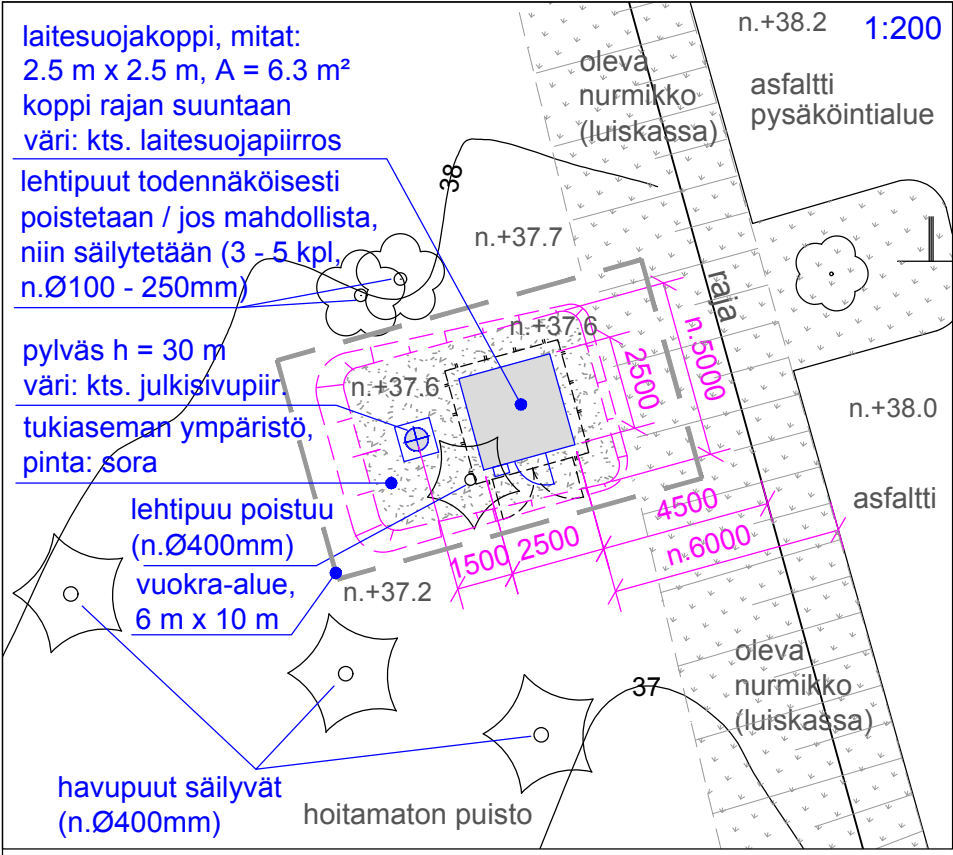 laitesuojakoppi, mitat:
2.5 m x 2.5 m, A = 6.3 m²
koppi rajan suuntaan
väri: kts. laitesuojapiirros
lehtipuut todennäköisesti
poistetaan / jos mahdollista,
niin säilytetään (3 - 5 kpl,
n.Ø100 - 250mm)
pylväs h = 30 m
väri: kts. julkisivupiir.
tukiaseman ympäristö,
pinta: sora
lehtipuu poistuu
(n.Ø400mm)
vuokra-alue,
6 m x 10 m
havupuut säilyvät
(n.Ø400mm)
hoitamaton puisto
38
n.+37.7
n.+37.6
n.+37.6
n.+37.2
oleva
nurmikko
(luiskassa)
n.+38.2
1:200
asfaltti
pysäköintialue
raja
n.5000
2500
1500
2500
4500
n.6000
n.+38.0
asfaltti
oleva
nurmikko
(luiskassa)
37